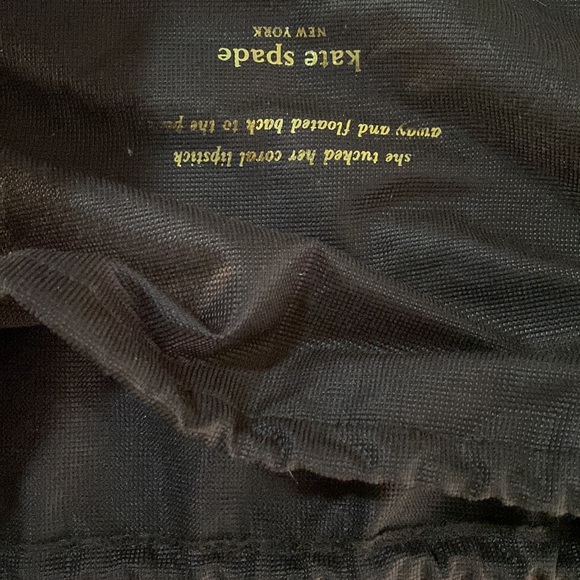 she tucked her coral lipstick
away and floated back to the
kate spade
NEW YORK